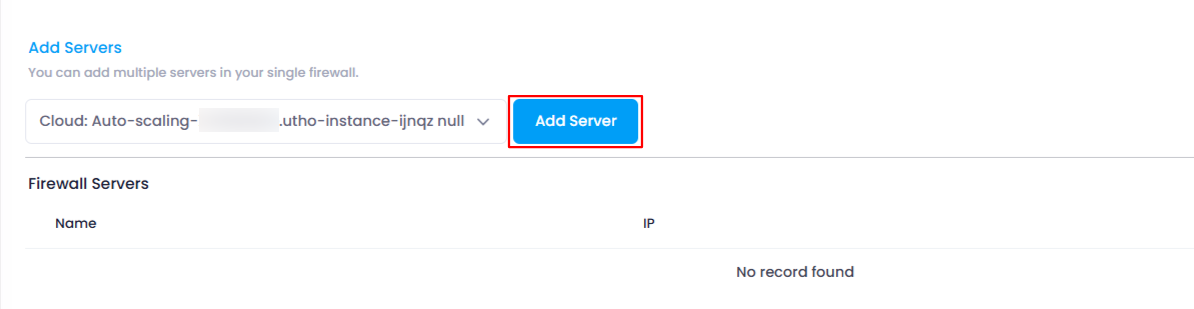 Add Servers
You can add multiple servers in your single firewall.
Cloud: Auto-scaling- .utho-instance-ijnqz null
Add Server
Firewall Servers
Name IP
No record found